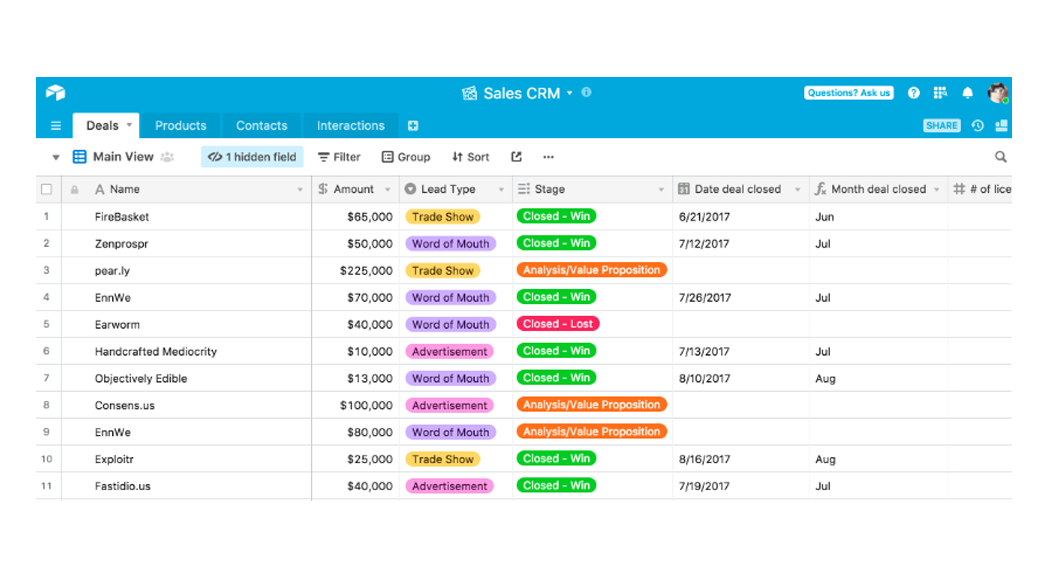 Sales CRM Questions? Ask us
Deals Products Contacts Interactions SHARE
Main View 1 hidden field Filter Group Sort ...
A Name $ Amount Lead Type Stage Date deal closed fx Month deal closed # of lice
1 FireBasket $65,000 Trade Show Closed - Win 6/21/2017 Jun
2 Zenprospr $50,000 Word of Mouth Closed - Win 7/12/2017 Jul
3 pear.ly $225,000 Trade Show Analysis/Value Proposition
4 EnnWe $70,000 Word of Mouth Closed - Win 7/26/2017 Jul
5 Earworm $40,000 Word of Mouth Closed - Lost
6 Handcrafted Mediocrity $10,000 Advertisement Closed - Win 7/13/2017 Jul
7 Objectively Edible $13,000 Word of Mouth Closed - Win 8/10/2017 Aug
8 Consens.us $100,000 Advertisement Analysis/Value Proposition
9 EnnWe $80,000 Word of Mouth Analysis/Value Proposition
10 Exploitr $25,000 Trade Show Closed - Win 8/16/2017 Aug
11 Fastidio.us $40,000 Advertisement Closed - Win 7/19/2017 Jul